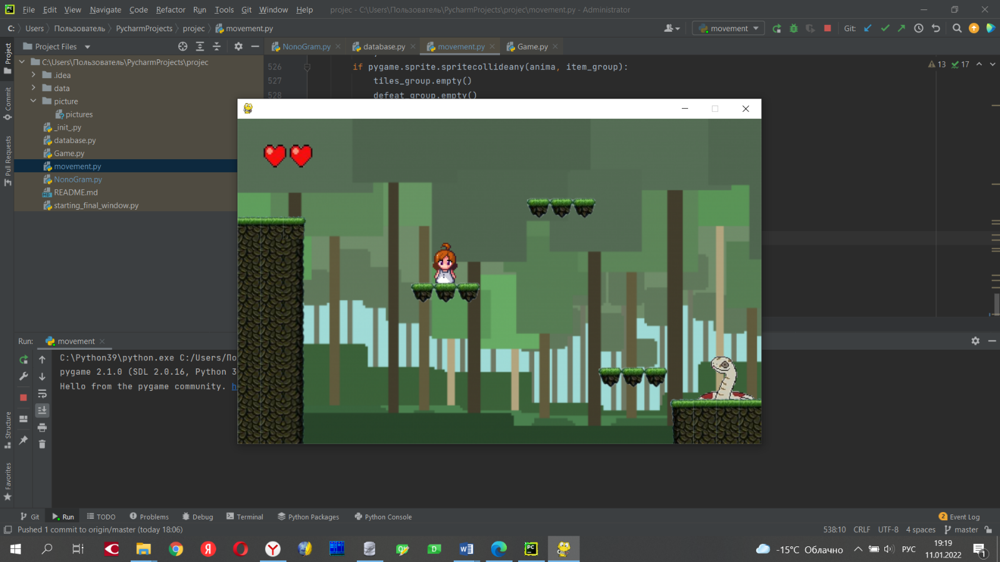 File Edit View Navigate Code Refactor Run Tools Git Window Help projec - C:\Users\Пользователь\PycharmProjects\projec\movement.py - Administrator
C: Users Пользователь PycharmProjects projec movement.py movement Git:
Project Files NonoGram.py database.py movement.py Game.py
C:\Users\Пользователь\PycharmProjects\projec
.idea
data
picture
pictures
_init_.py
database.py
Game.py
movement.py
NonoGram.py
README.md
starting_final_window.py
526 if pygame.sprite.spritecollideany(anima, item_group):
527 tiles_group.empty()
528 defeat_group.empty()
13 17
Project
Commit
Pull Requests
Structure
Favorites
Run: movement
C:\Python39\python.exe C:/Users/По
pygame 2.1.0 (SDL 2.0.16, Python 3
Hello from the pygame community. h
Git Run TODO Problems Debug Terminal Python Packages Python Console 2 Event Log
Pushed 1 commit to origin/master (today 18:06) 538:10 CRLF UTF-8 4 spaces master
-15°C Облачно РУС 19:19
11.01.2022 1